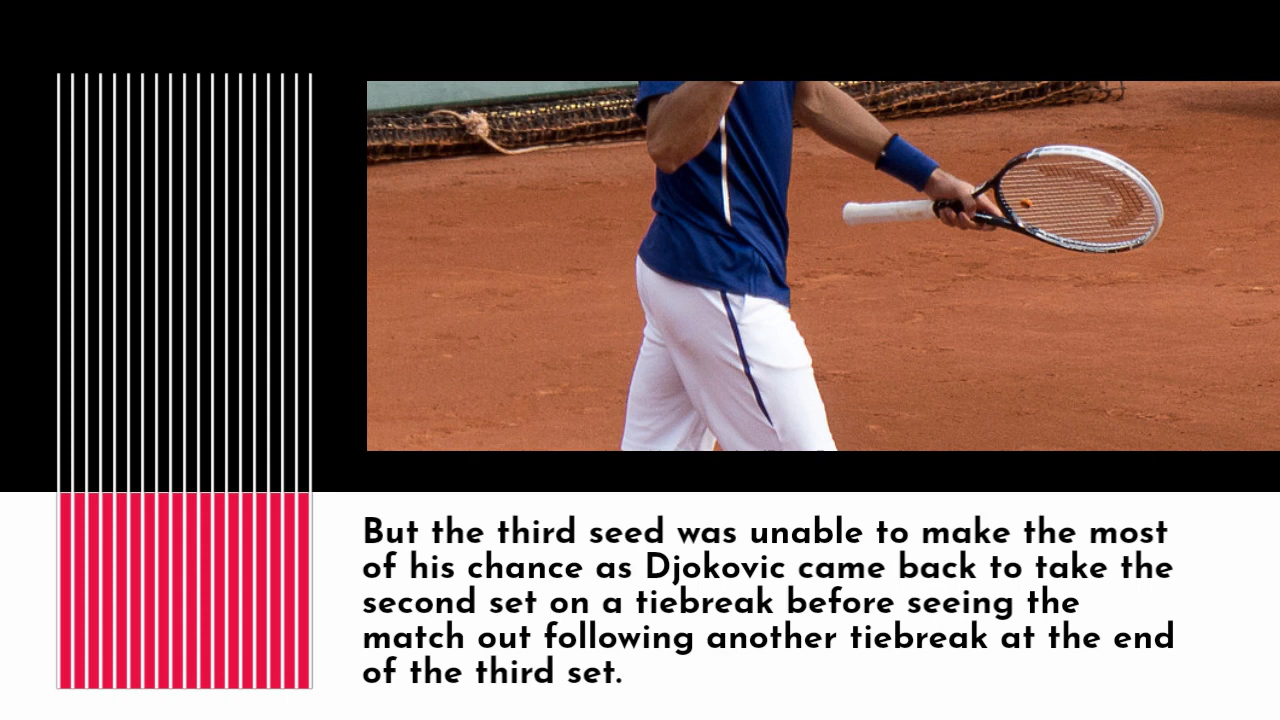 But the third seed was unable to make the most
of his chance as Djokovic came back to take the
second set on a tiebreak before seeing the
match out following another tiebreak at the end
of the third set.